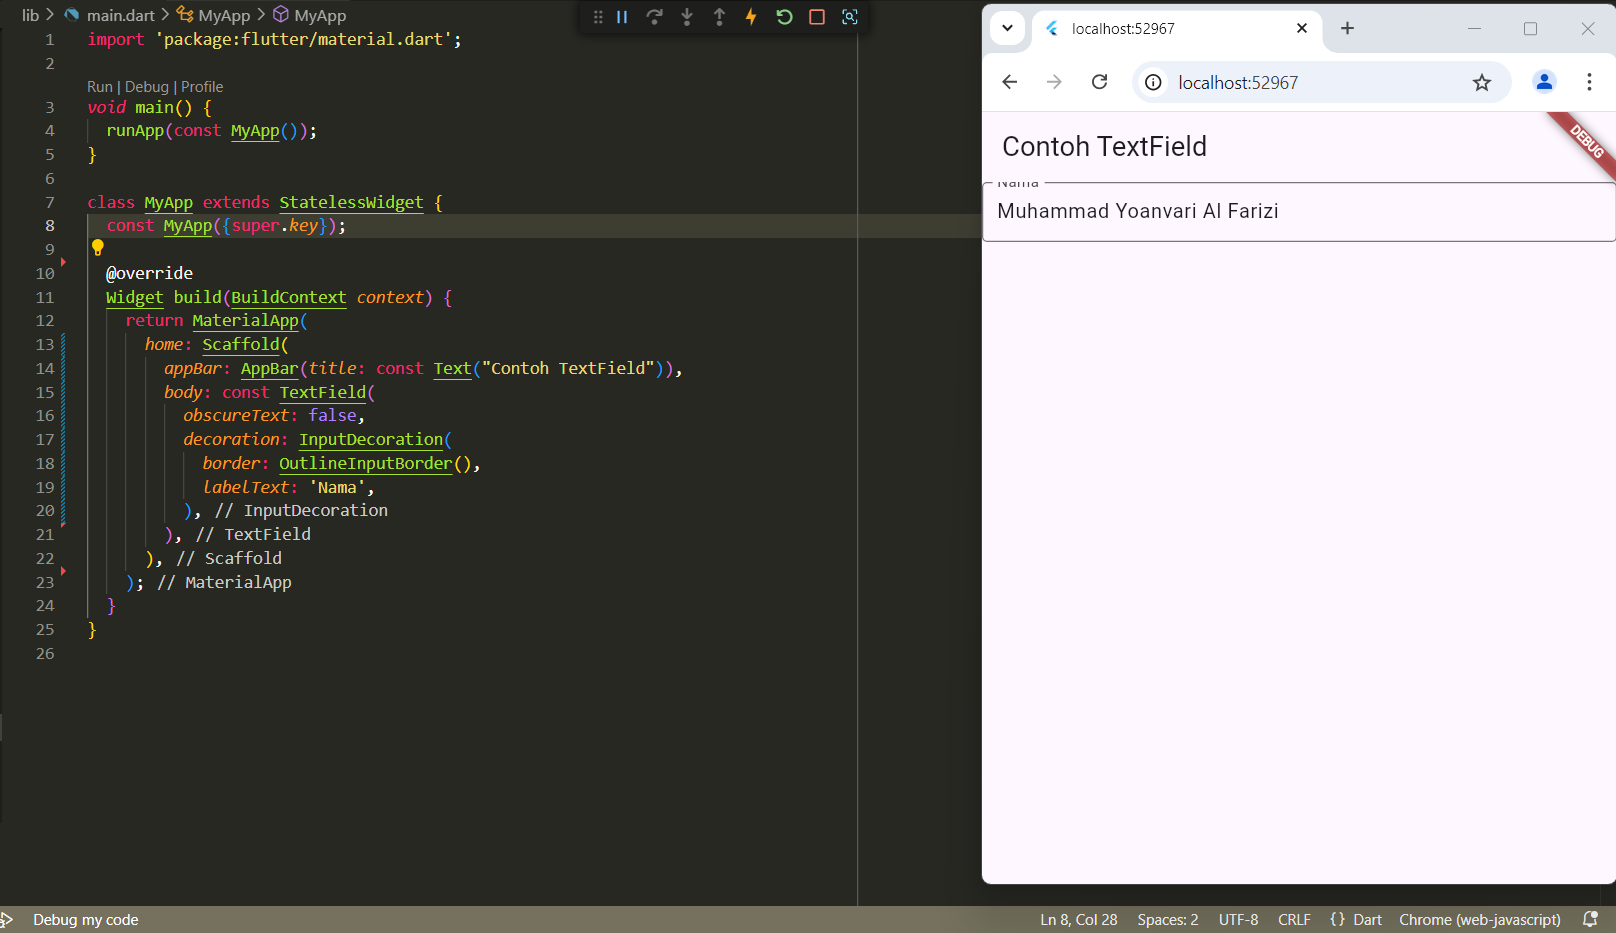 lib > main.dart > MyApp > MyApp
1 import 'package:flutter/material.dart';
2
Run | Debug | Profile
3 void main() {
4 runApp(const MyApp());
5 }
6
7 class MyApp extends StatelessWidget {
8 const MyApp({super.key});
9
10 @override
11 Widget build(BuildContext context) {
12 return MaterialApp(
13 home: Scaffold(
14 appBar: AppBar(title: const Text("Contoh TextField")),
15 body: const TextField(
16 obscureText: false,
17 decoration: InputDecoration(
18 border: OutlineInputBorder(),
19 labelText: 'Nama',
20 ), // InputDecoration
21 ), // TextField
22 ), // Scaffold
23 ); // MaterialApp
24 }
25 }
26
localhost:52967
localhost:52967
Contoh TextField
DEBUG
Nama
Muhammad Yoanvari Al Farizi
Debug my code
Ln 8, Col 28 Spaces: 2 UTF-8 CRLF {} Dart Chrome (web-javascript)